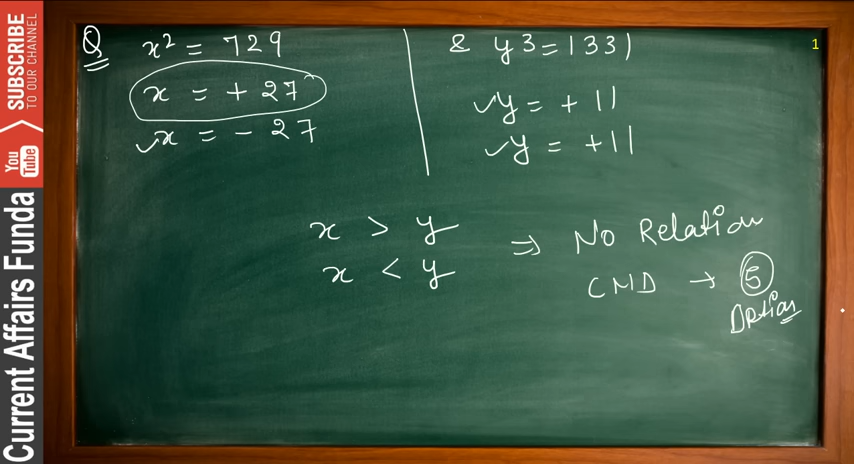 SUBSCRIBE
TO OUR CHANNEL
You Tube
Current Affairs Funda
1
Q x² = 729
x = + 27
✓x = - 27
& y3 = 1331
✓y = + 11
✓y = +11
x > y
x < y
⇒ No Relation
CND → 5
Option